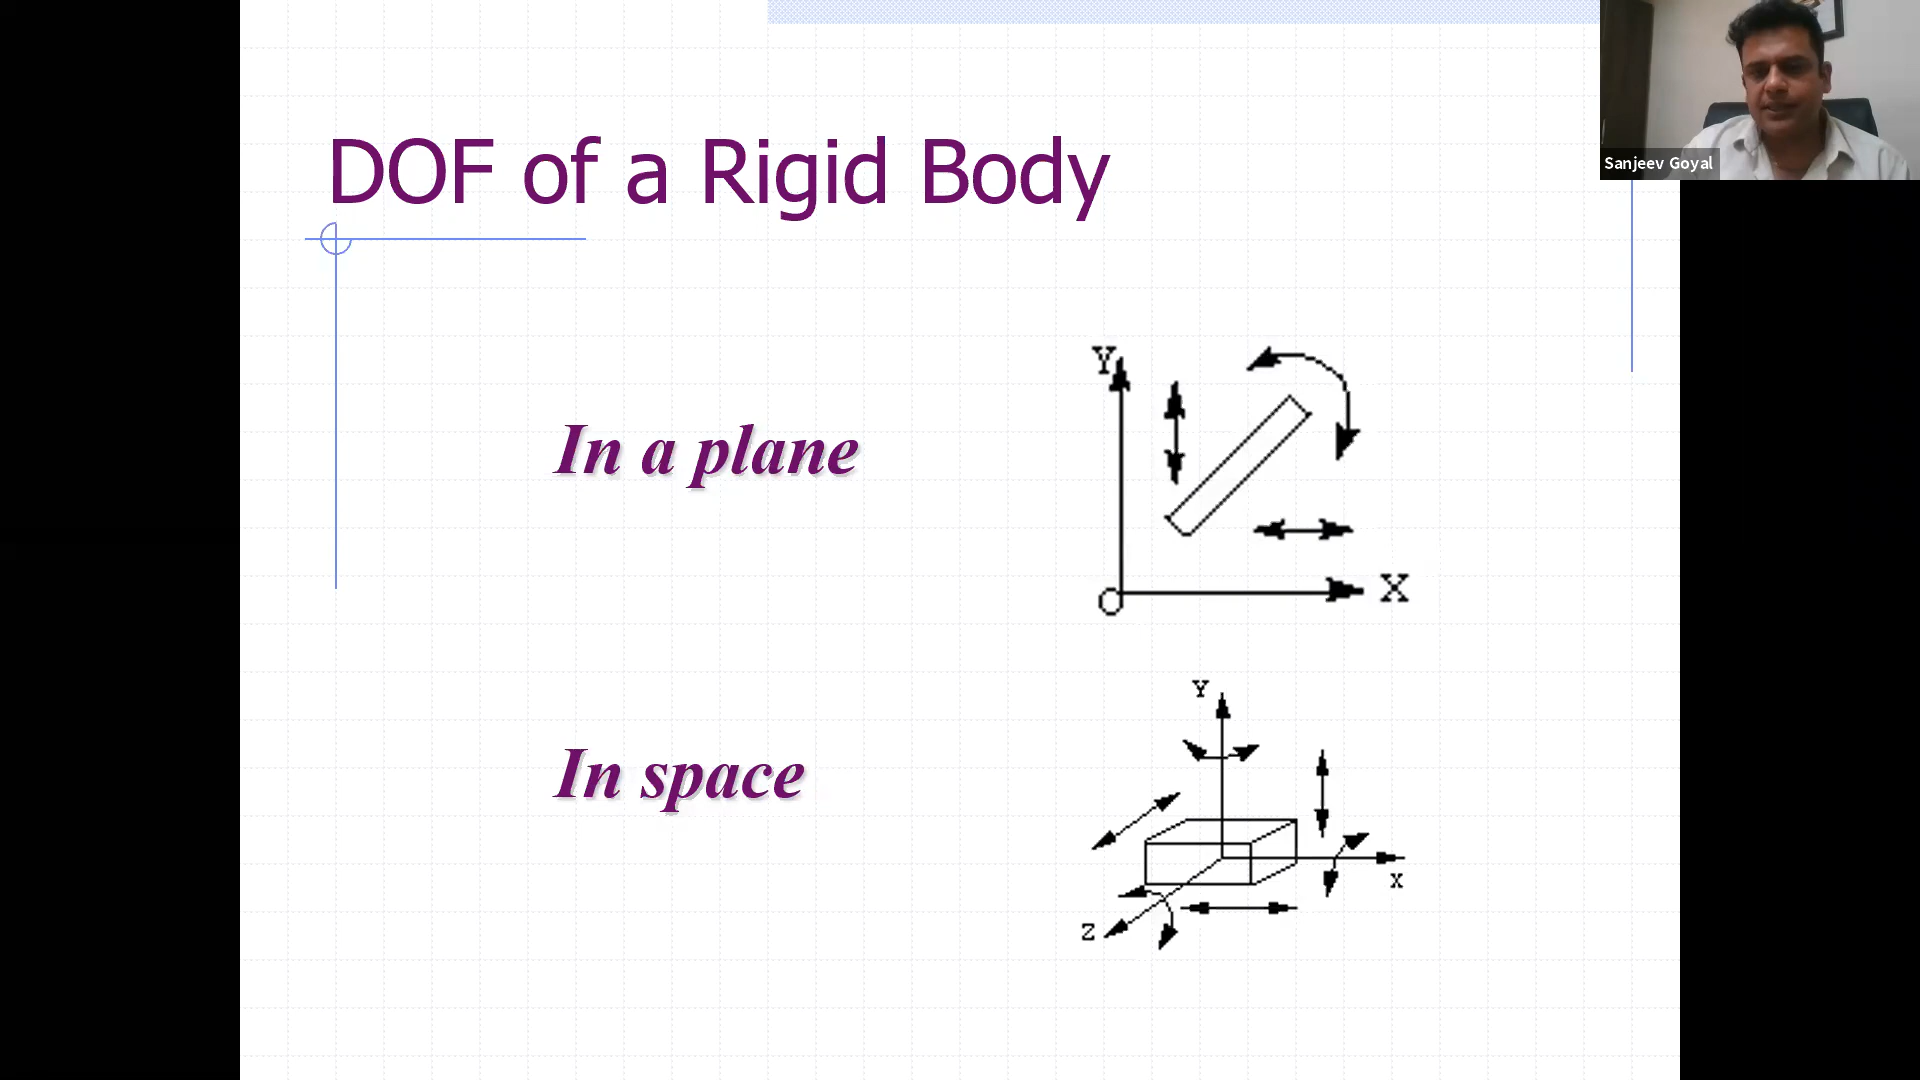 DOF of a Rigid Body
Sanjeev Goyal
In a plane
Y
X
O
In space
Y
X
Z